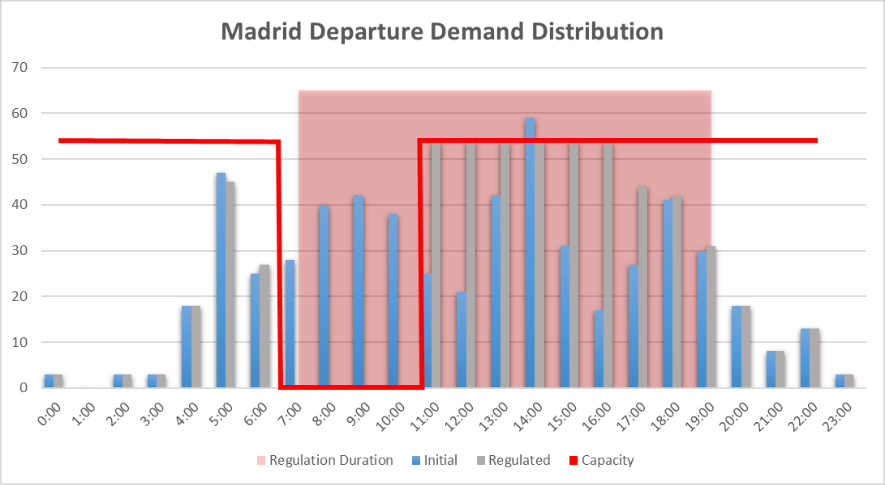 Madrid Departure Demand Distribution
70
60
50
40
30
20
10
0
0:00 1:00 2:00 3:00 4:00 5:00 6:00 7:00 8:00 9:00 10:00 11:00 12:00 13:00 14:00 15:00 16:00 17:00 18:00 19:00 20:00 21:00 22:00 23:00
Regulation Duration Initial Regulated Capacity